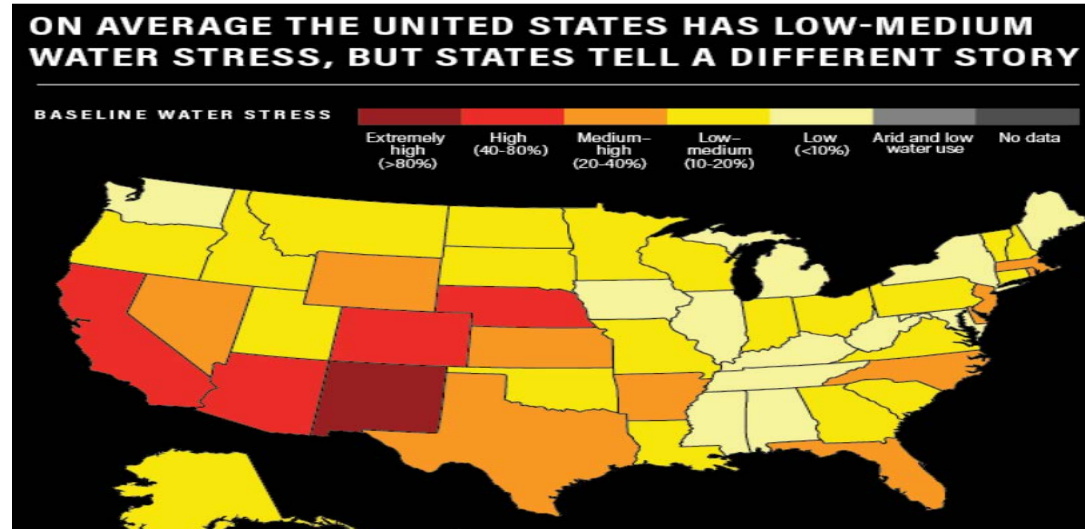 ON AVERAGE THE UNITED STATES HAS LOW-MEDIUM
WATER STRESS, BUT STATES TELL A DIFFERENT STORY
BASELINE WATER STRESS
Extremely
high
(>80%)
High
(40-80%)
Medium–
high
(20-40%)
Low–
medium
(10-20%)
Low
(<10%)
Arid and low
water use
No data